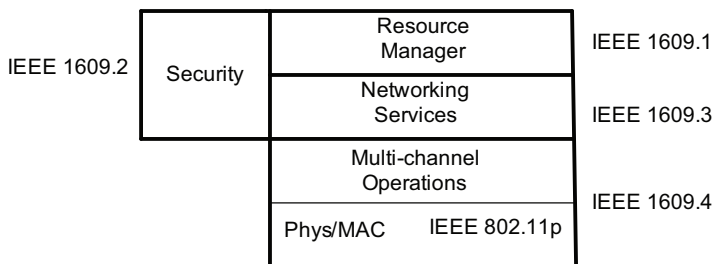 Resource
Manager
IEEE 1609.1
IEEE 1609.2
Security
Networking
Services
IEEE 1609.3
Multi-channel
Operations
IEEE 1609.4
Phys/MAC IEEE 802.11p